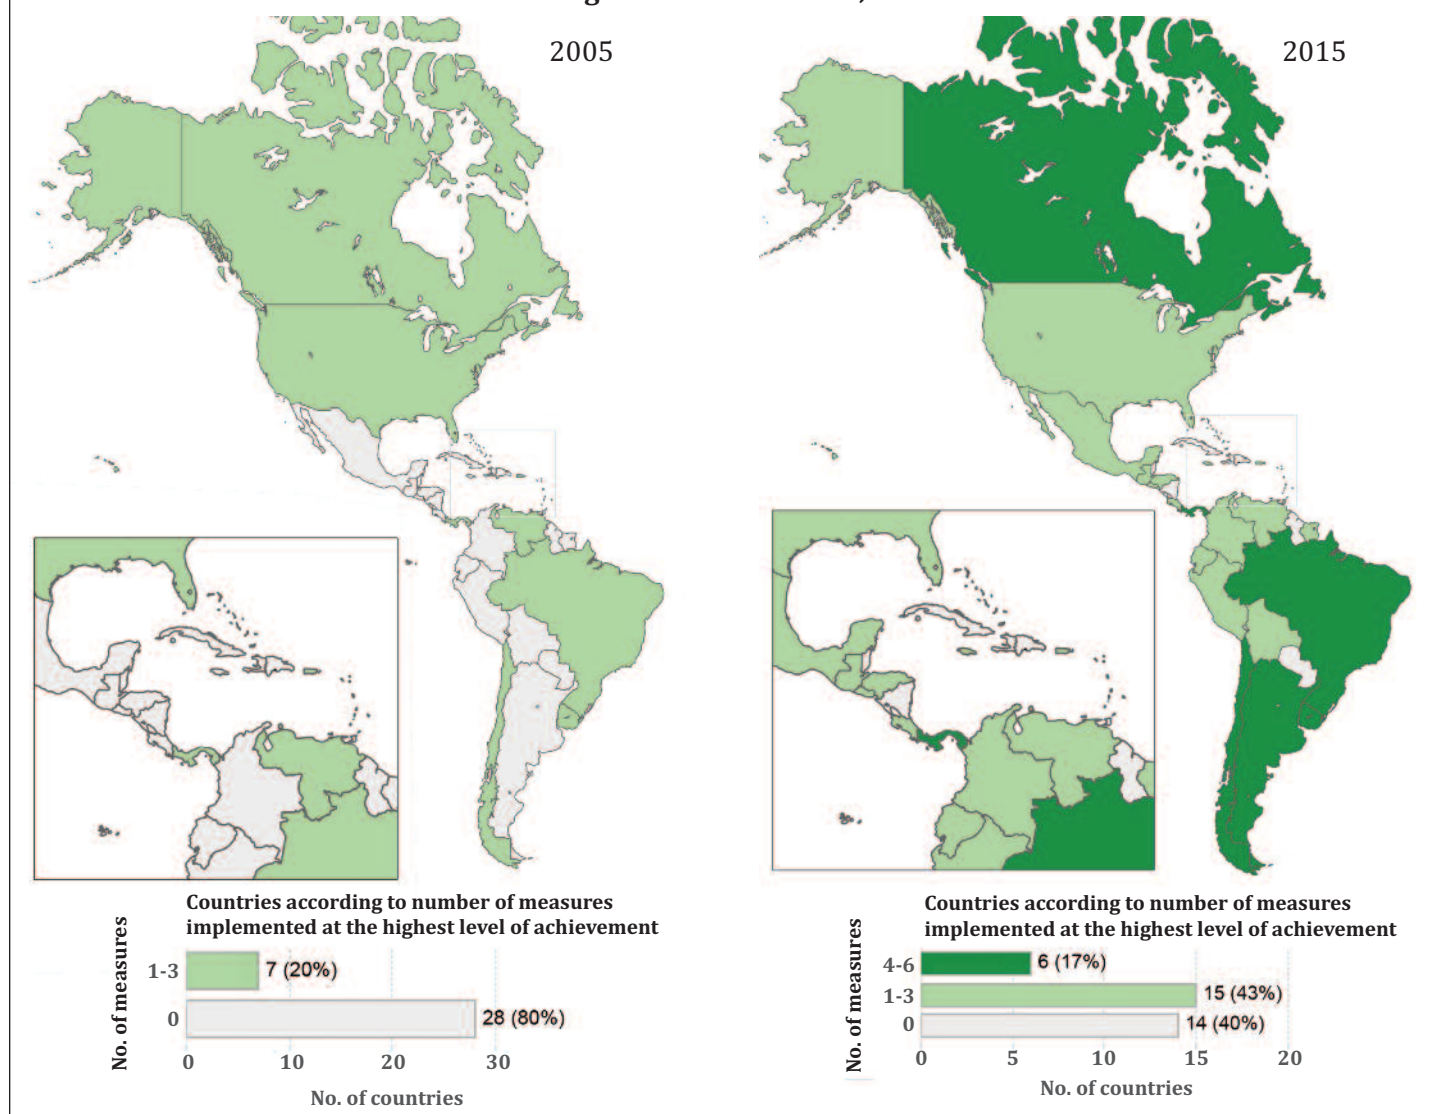 2005
2015
Countries according to number of measures
implemented at the highest level of achievement
No. of measures
1-3
7 (20%)
0
28 (80%)
0 10 20 30
No. of countries
Countries according to number of measures
implemented at the highest level of achievement
No. of measures
4-6
6 (17%)
1-3
15 (43%)
0
14 (40%)
0 5 10 15 20
No. of countries